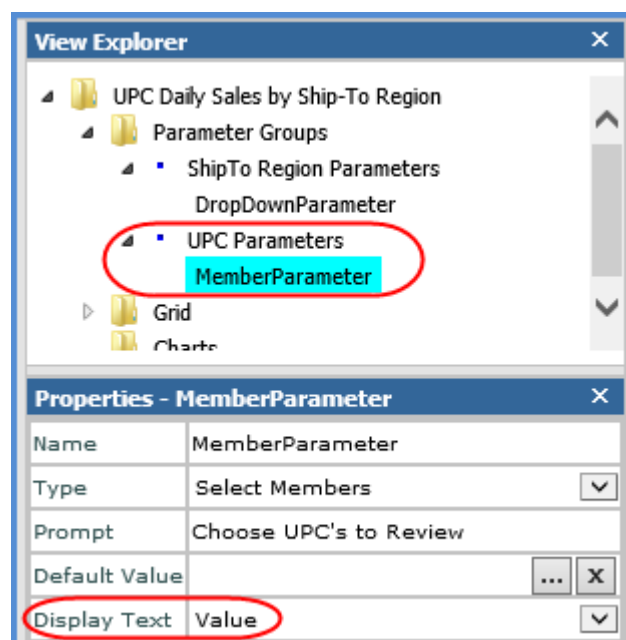 View Explorer
UPC Daily Sales by Ship-To Region
Parameter Groups
ShipTo Region Parameters
DropDownParameter
UPC Parameters
MemberParameter
Grid
Charts
Properties - MemberParameter
Name MemberParameter
Type Select Members
Prompt Choose UPC's to Review
Default Value ... x
Display Text Value